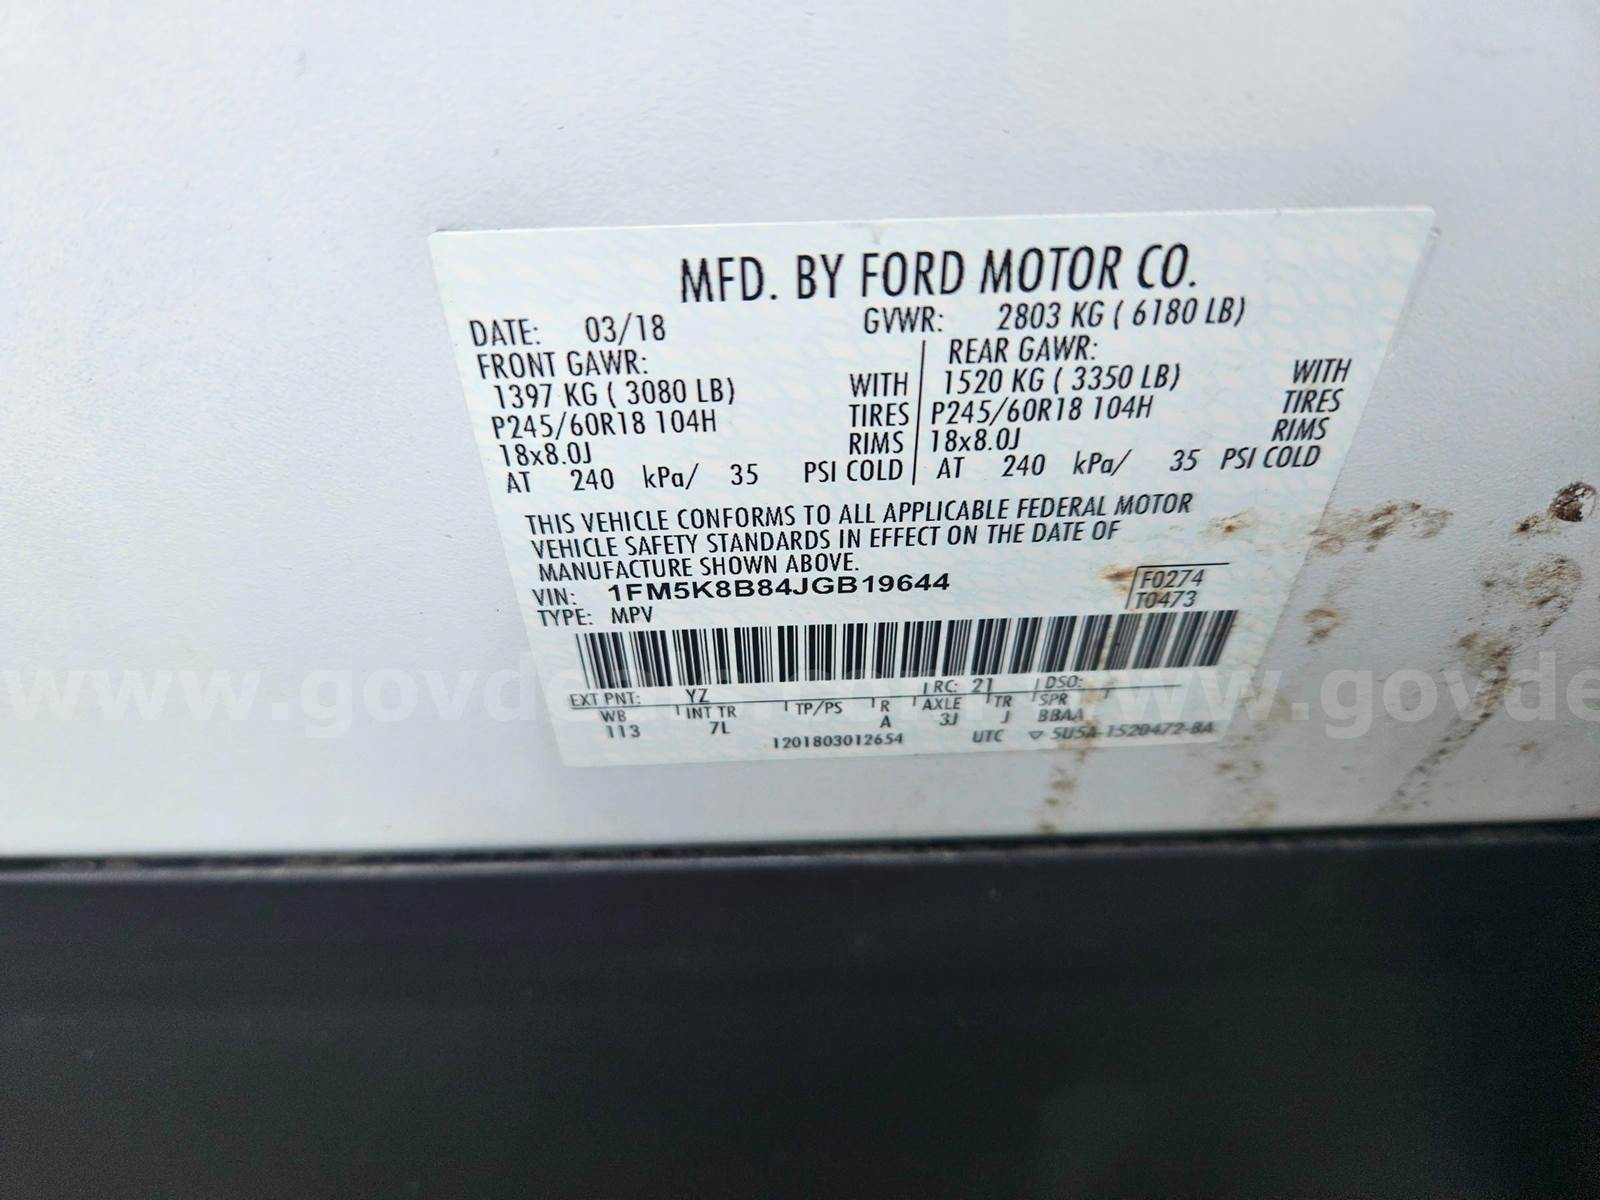 MFD. BY FORD MOTOR CO.
DATE: 03/18 GVWR: 2803 KG ( 6180 LB)
FRONT GAWR: REAR GAWR:
1397 KG ( 3080 LB) WITH 1520 KG ( 3350 LB) WITH
P245/60R18 104H TIRES P245/60R18 104H TIRES
18x8.0J RIMS 18x8.0J RIMS
AT 240 kPa/ 35 PSI COLD AT 240 kPa/ 35 PSI COLD
THIS VEHICLE CONFORMS TO ALL APPLICABLE FEDERAL MOTOR
VEHICLE SAFETY STANDARDS IN EFFECT ON THE DATE OF
MANUFACTURE SHOWN ABOVE.
VIN: 1FM5K8B84JGB19644 F0274
TYPE: MPV T0473
EXT PNT: YZ RC: 21 DSO:
WB INT TR TP/PS R AXLE TR SPR
113 7L A 3J J BBAA
1201803012654 UTC ▽ 5U5A-1520472-BA
www.govdeals.com www.govde